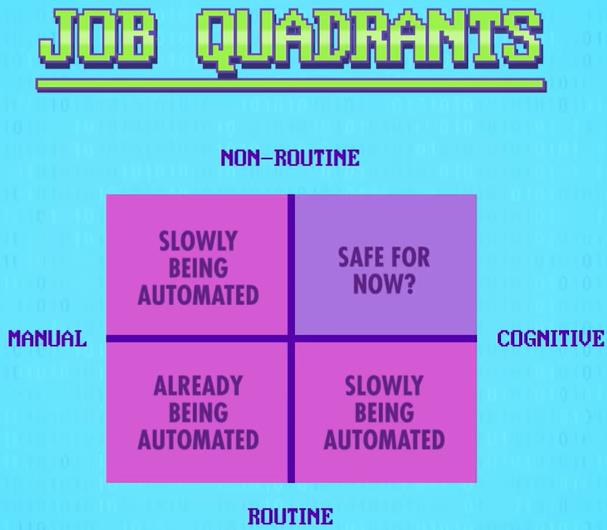 JOB QUADRANTS
NON-ROUTINE
SLOWLY
BEING
AUTOMATED
SAFE FOR
NOW?
MANUAL
COGNITIVE
ALREADY
BEING
AUTOMATED
SLOWLY
BEING
AUTOMATED
ROUTINE